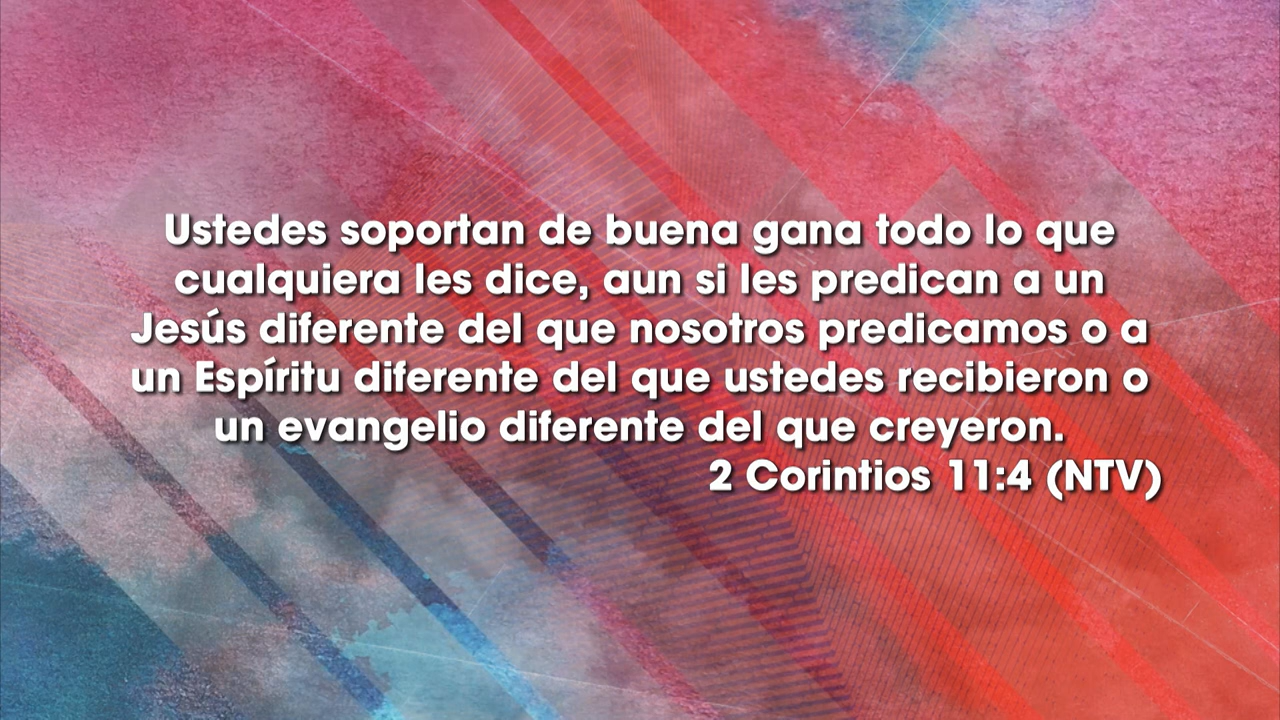 Ustedes soportan de buena gana todo lo que
cualquiera les dice, aun si les predican a un
Jesús diferente del que nosotros predicamos o a
un Espíritu diferente del que ustedes recibieron o
un evangelio diferente del que creyeron.
2 Corintios 11:4 (NTV)